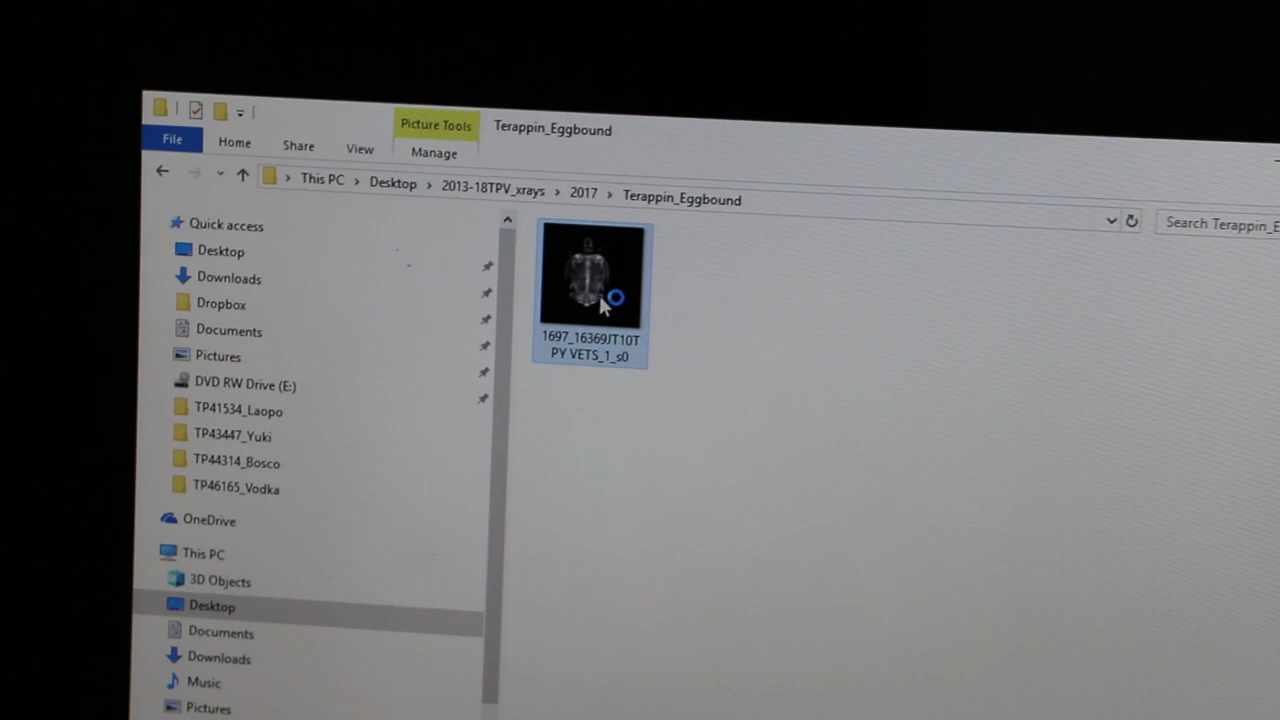 Picture Tools
Terappin_Eggbound
File
Home
Share
View
Manage
This PC
Desktop
2013-18TPV_xrays
2017
Terappin_Eggbound
Search Terappin_E
Quick access
Desktop
Downloads
Dropbox
Documents
Pictures
DVD RW Drive (E:)
TP41534_Laopo
TP43447_Yuki
TP44314_Bosco
TP46165_Vodka
OneDrive
This PC
3D Objects
Desktop
Documents
Downloads
Music
Pictures
1697_16369JT10T
PY VETS_1_s0